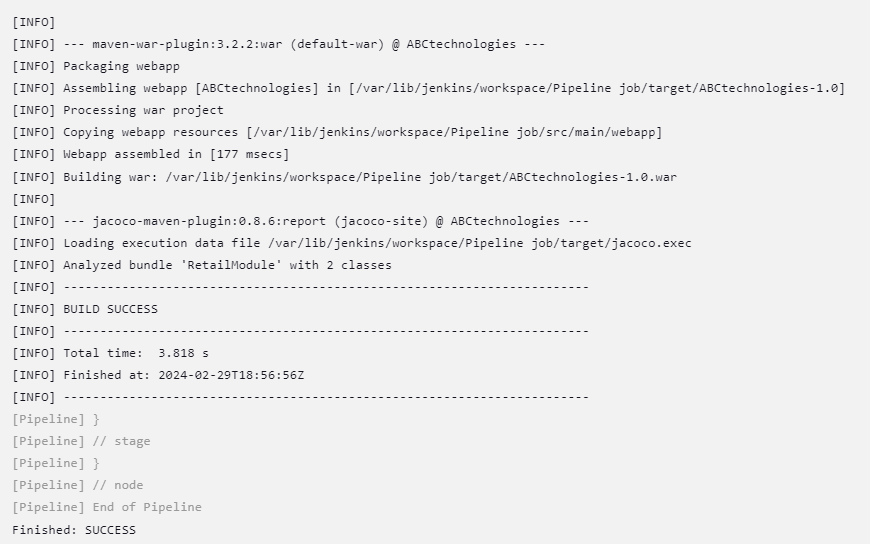 [INFO]
[INFO] --- maven-war-plugin:3.2.2:war (default-war) @ ABCtechnologies ---
[INFO] Packaging webapp
[INFO] Assembling webapp [ABCtechnologies] in [/var/lib/jenkins/workspace/Pipeline job/target/ABCtechnologies-1.0]
[INFO] Processing war project
[INFO] Copying webapp resources [/var/lib/jenkins/workspace/Pipeline job/src/main/webapp]
[INFO] Webapp assembled in [177 msecs]
[INFO] Building war: /var/lib/jenkins/workspace/Pipeline job/target/ABCtechnologies-1.0.war
[INFO]
[INFO] --- jacoco-maven-plugin:0.8.6:report (jacoco-site) @ ABCtechnologies ---
[INFO] Loading execution data file /var/lib/jenkins/workspace/Pipeline job/target/jacoco.exec
[INFO] Analyzed bundle 'RetailModule' with 2 classes
[INFO] ------------------------------------------------------------------------
[INFO] BUILD SUCCESS
[INFO] ------------------------------------------------------------------------
[INFO] Total time:  3.818 s
[INFO] Finished at: 2024-02-29T18:56:56Z
[INFO] ------------------------------------------------------------------------
[Pipeline] }
[Pipeline] // stage
[Pipeline] }
[Pipeline] // node
[Pipeline] End of Pipeline
Finished: SUCCESS